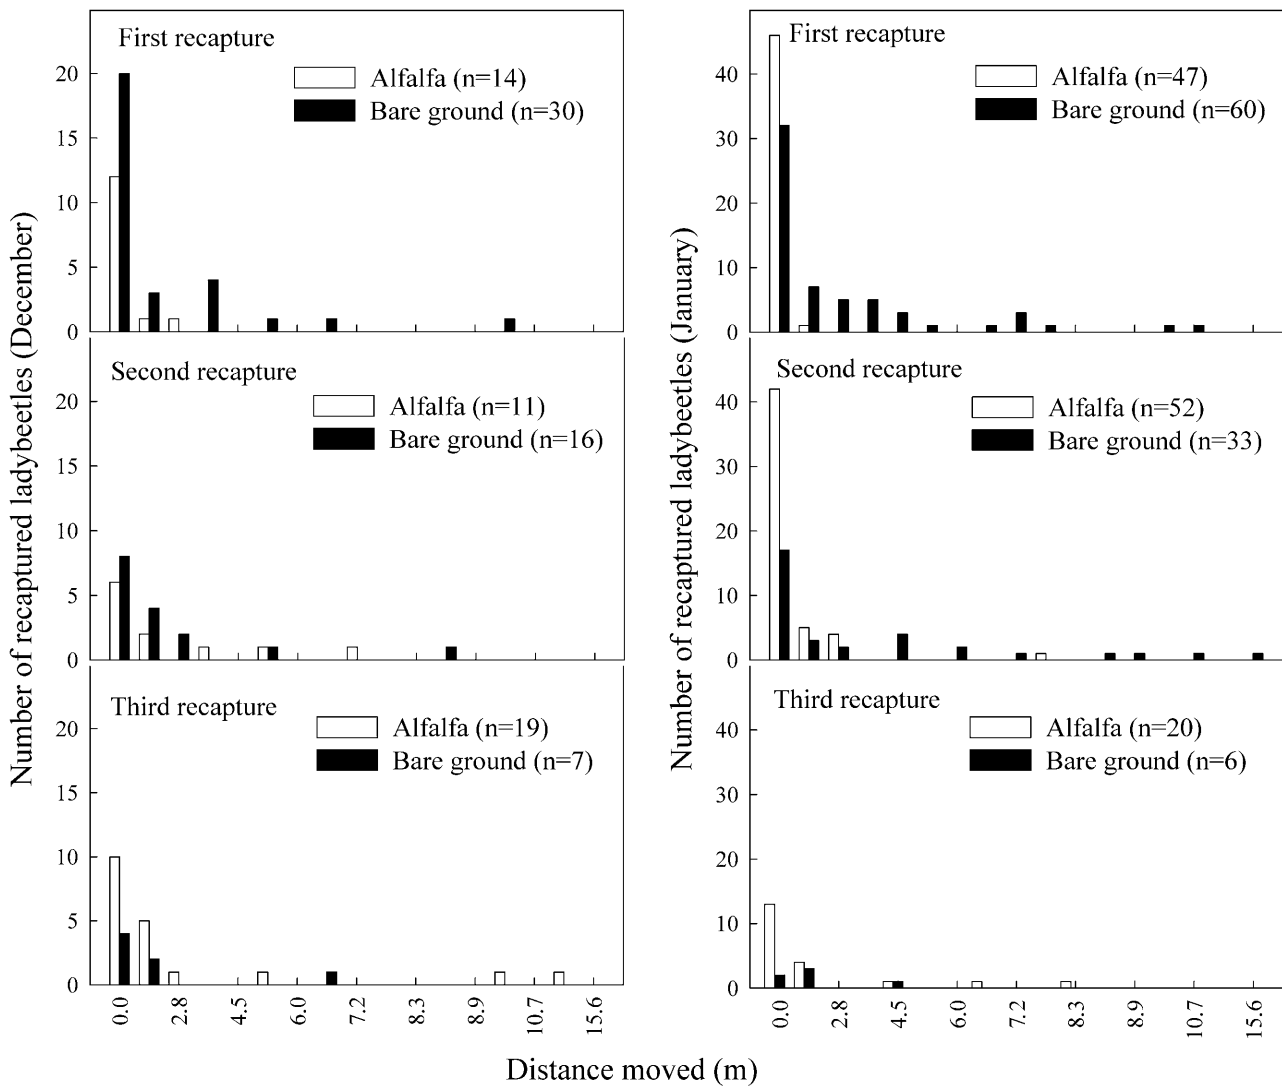 Number of recaptured ladybeetles (December)
First recapture
Alfalfa (n=14)
Bare ground (n=30)
20
15
10
5
0
Second recapture
Alfalfa (n=11)
Bare ground (n=16)
20
15
10
5
0
Third recapture
Alfalfa (n=19)
Bare ground (n=7)
20
15
10
5
0
0.0
2.8
4.5
6.0
7.2
8.3
8.9
10.7
15.6
Number of recaptured ladybeetles (January)
First recapture
Alfalfa (n=47)
Bare ground (n=60)
40
30
20
10
0
Second recapture
Alfalfa (n=52)
Bare ground (n=33)
40
30
20
10
0
Third recapture
Alfalfa (n=20)
Bare ground (n=6)
40
30
20
10
0
0.0
2.8
4.5
6.0
7.2
8.3
8.9
10.7
15.6
Distance moved (m)